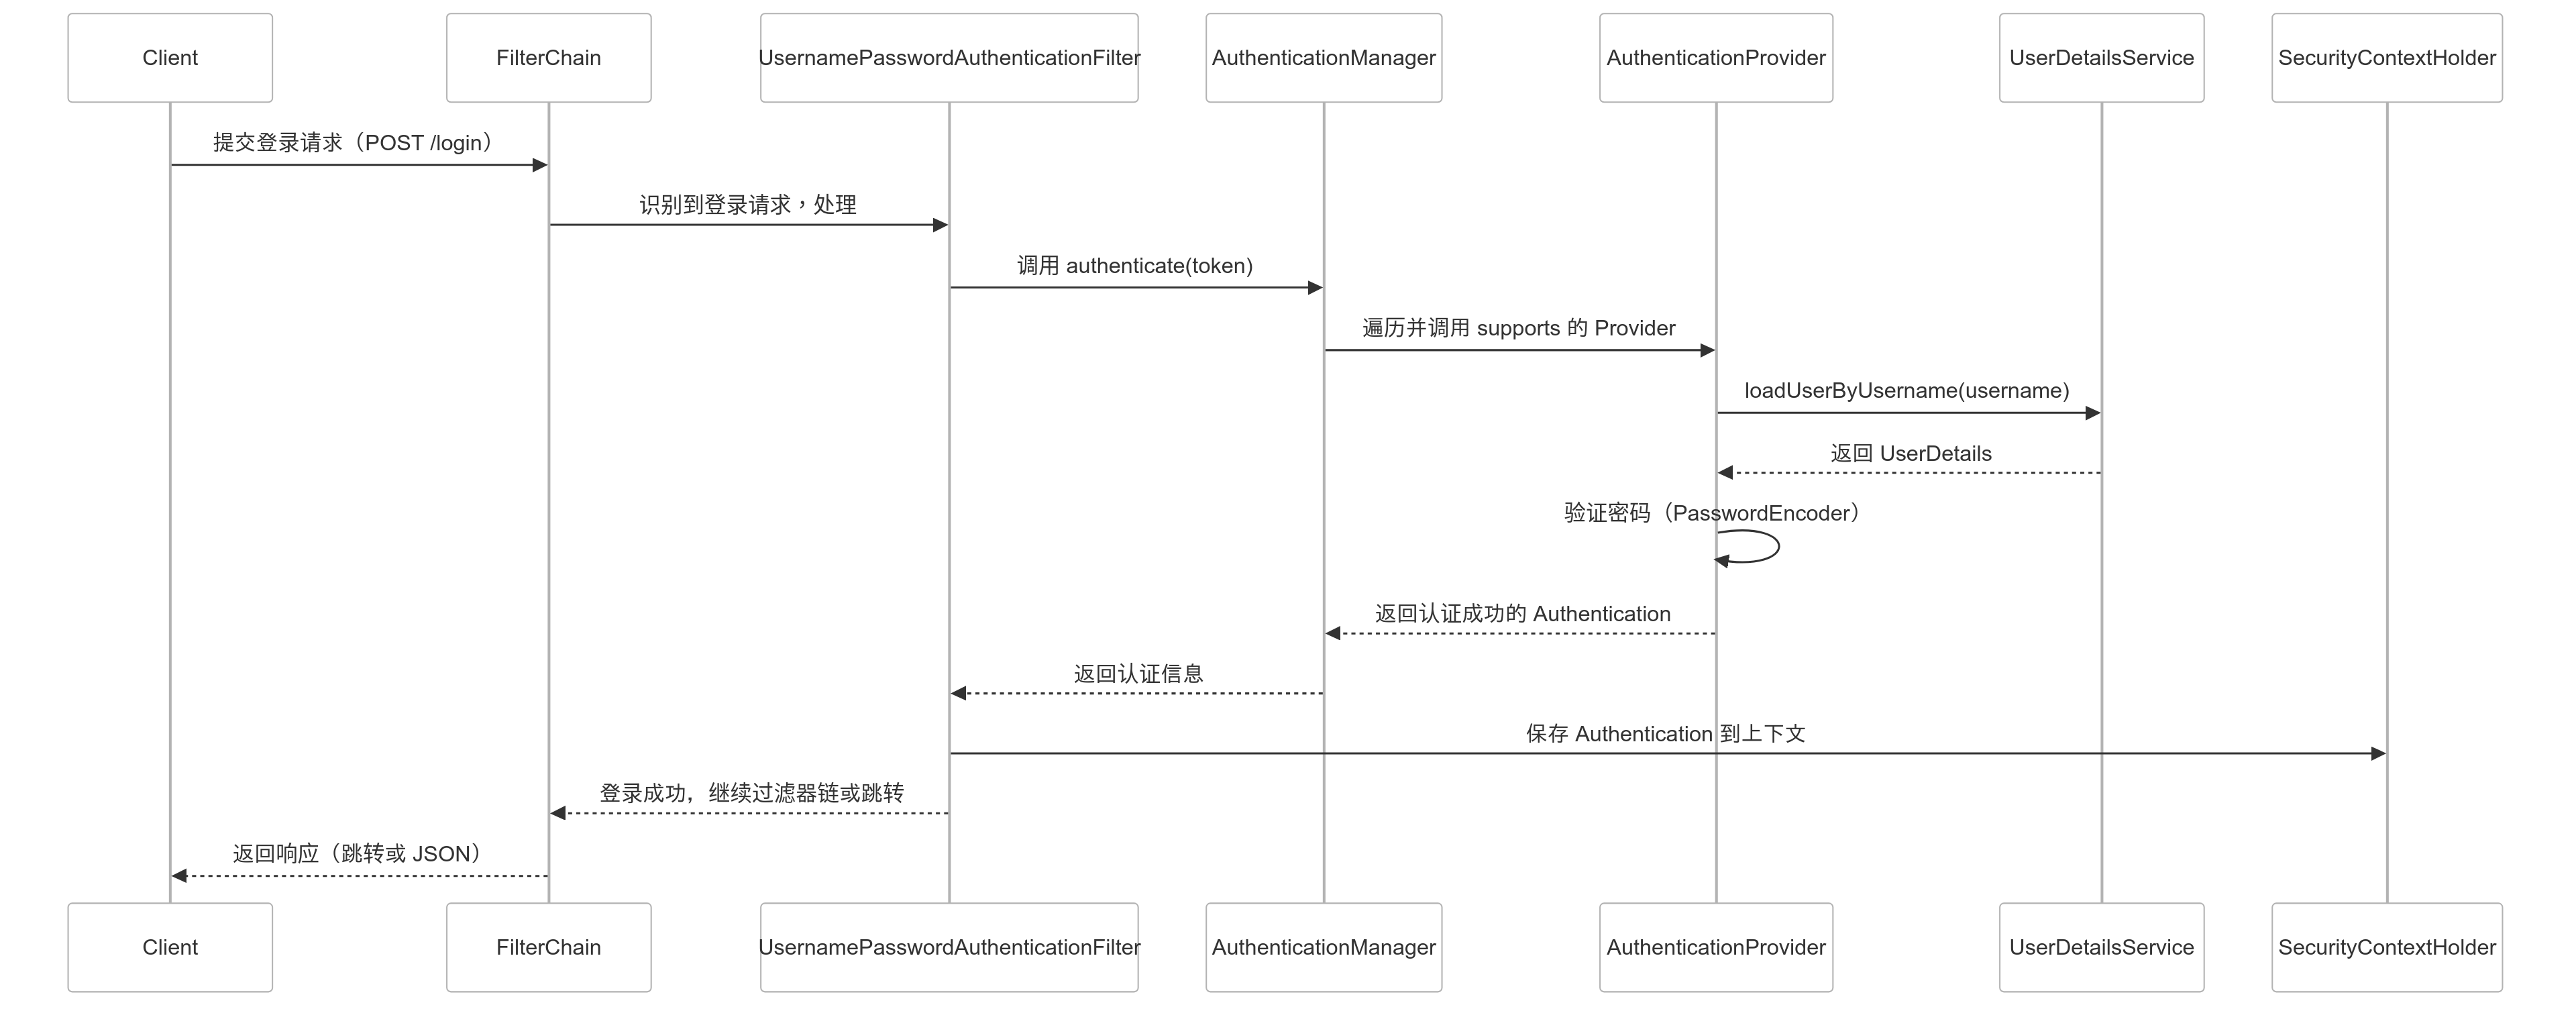 Client
FilterChain
UsernamePasswordAuthenticationFilter
AuthenticationManager
AuthenticationProvider
UserDetailsService
SecurityContextHolder
提交登录请求（POST /login）
识别到登录请求，处理
调用 authenticate(token)
遍历并调用 supports 的 Provider
loadUserByUsername(username)
返回 UserDetails
验证密码（PasswordEncoder）
返回认证成功的 Authentication
返回认证信息
保存 Authentication 到上下文
登录成功，继续过滤器链或跳转
返回响应（跳转或 JSON）
Client
FilterChain
UsernamePasswordAuthenticationFilter
AuthenticationManager
AuthenticationProvider
UserDetailsService
SecurityContextHolder